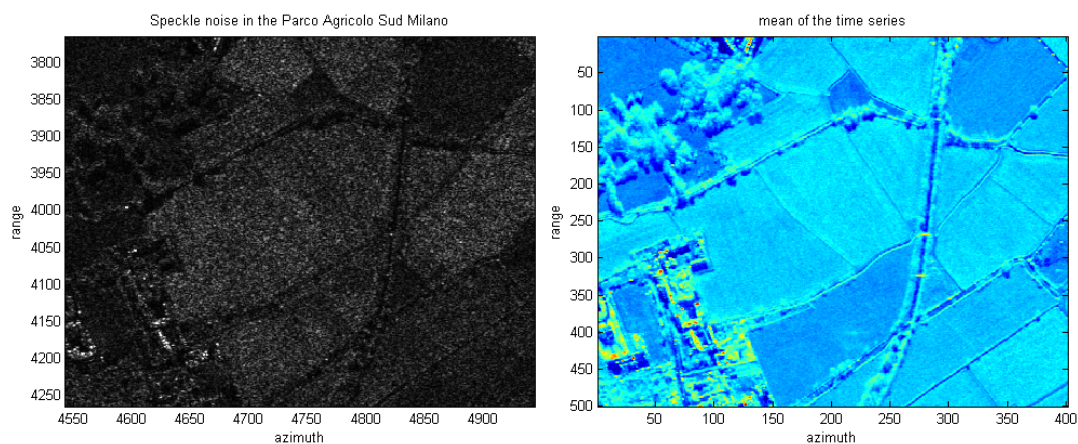 Speckle noise in the Parco Agricolo Sud Milano
range
3800
3850
3900
3950
4000
4050
4100
4150
4200
4250
4550 4600 4650 4700 4750 4800 4850 4900
azimuth
mean of the time series
range
50
100
150
200
250
300
350
400
450
500
50 100 150 200 250 300 350 400
azimuth